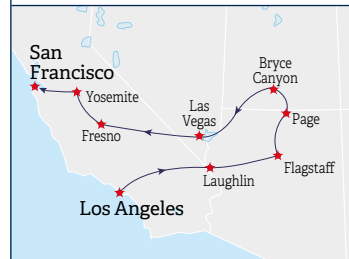 San
Francisco
Bryce
Canyon
Yosemite
Las
Vegas
Page
Fresno
Flagstaff
Laughlin
Los Angeles